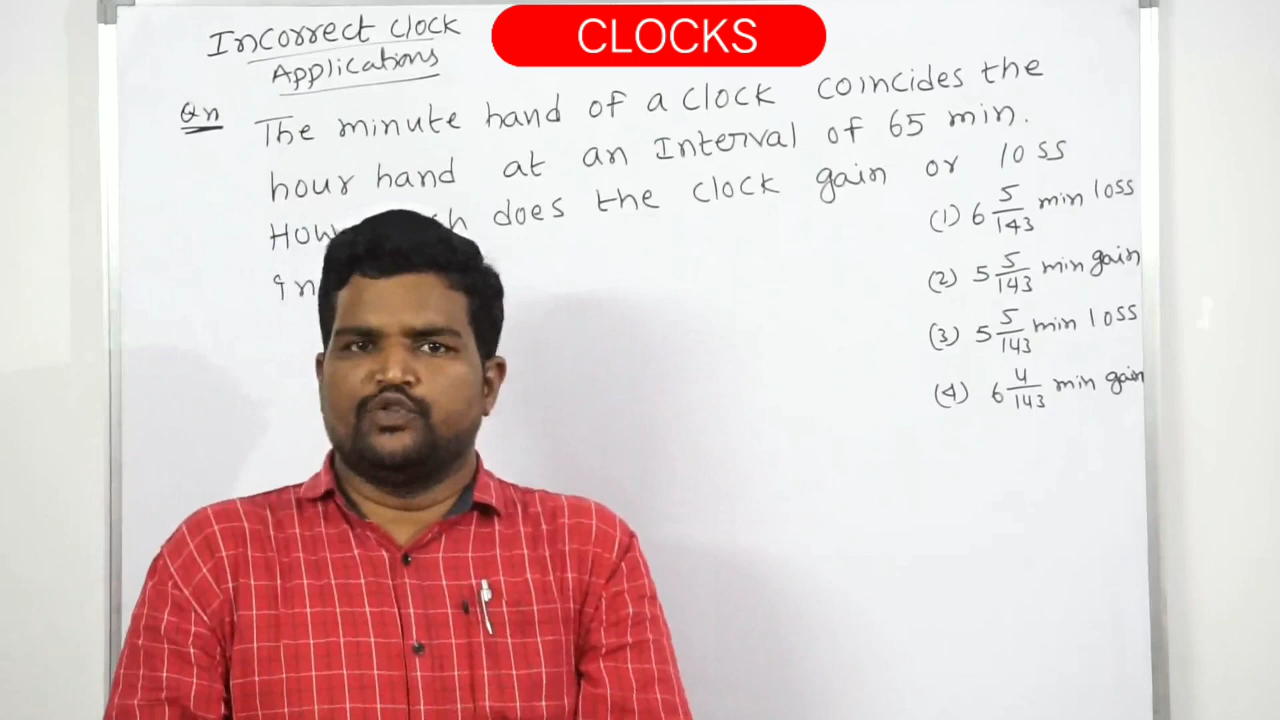 CLOCKS
Incorrect Clock
Applications
Qn The minute hand of a clock coincides the
hour hand at an Interval of 65 min.
How does the clock gain or loss
in
(1) 6 5/143 min loss
(2) 5 5/143 min gain
(3) 5 5/143 min loss
(4) 6 4/143 min gain